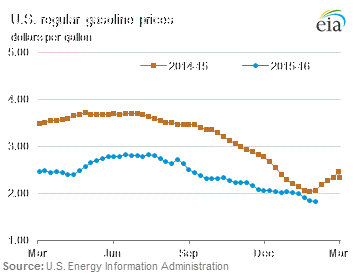 U.S. regular gasoline prices
dollars per gallon
eia
5.00
2014-15
2015-16
4.00
3.00
2.00
1.00
Mar Jun Sep Dec Mar
Source: U.S. Energy Information Administration